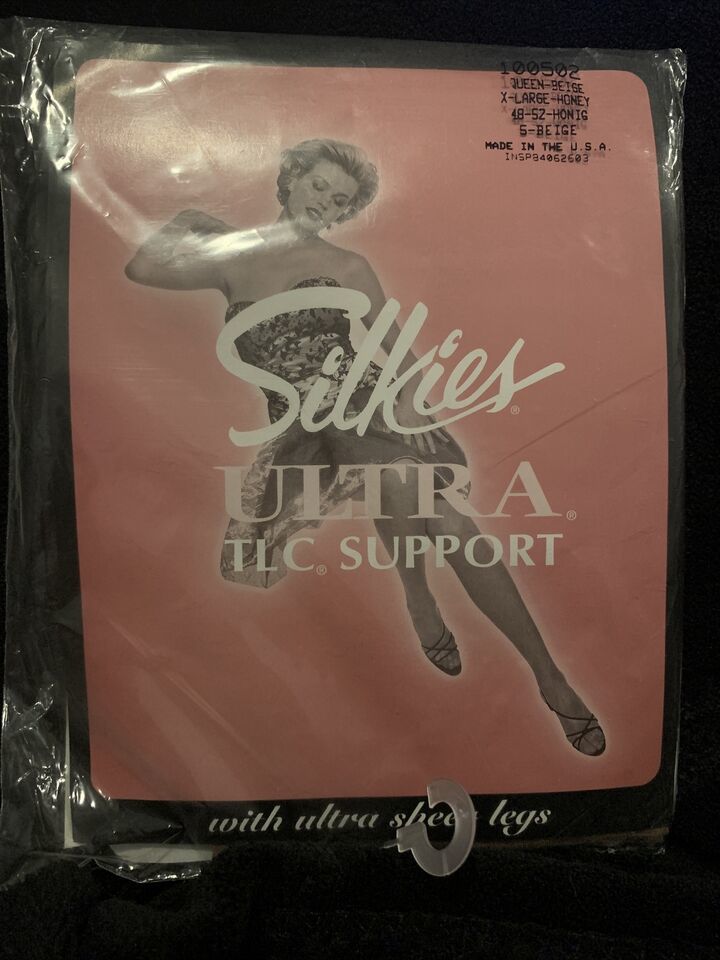 100502
QUEEN-BEIGE
X-LARGE-HONEY
48-52-HONIG
5-BEIGE
MADE IN THE U.S.A.
INSP84062603
Silkies®
ULTRA®
TLC® SUPPORT
with ultra sheer legs